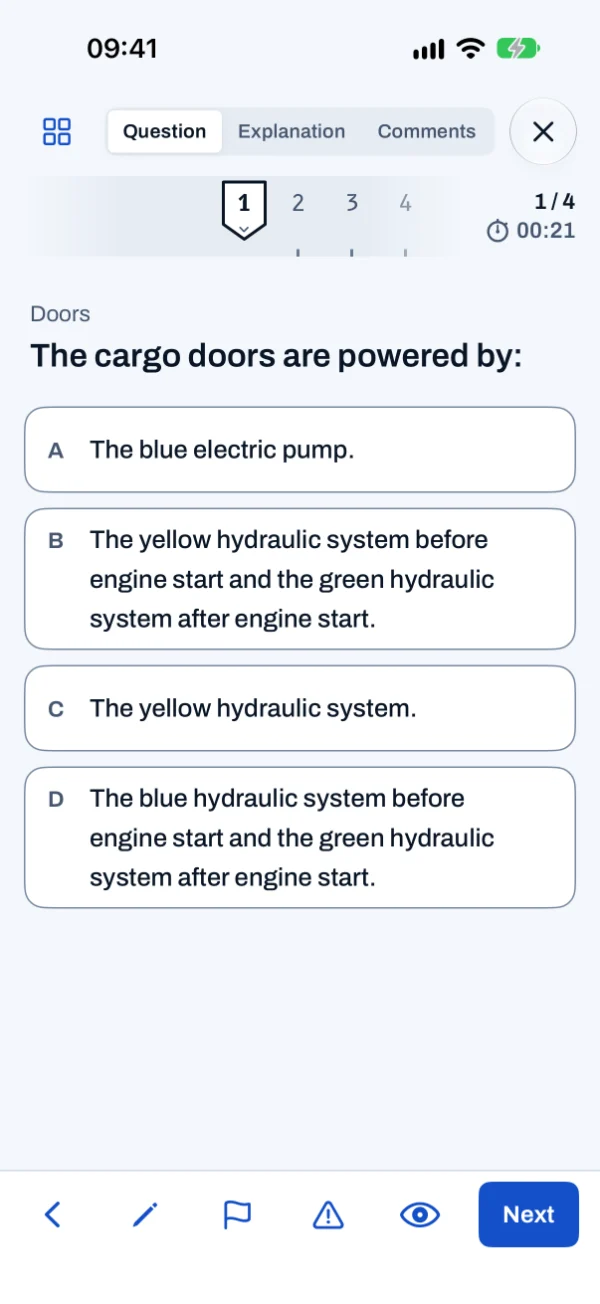 09:41
Question Explanation Comments
1 2 3 4
1 / 4
00:21
Doors
The cargo doors are powered by:
A The blue electric pump.
B The yellow hydraulic system before
engine start and the green hydraulic
system after engine start.
C The yellow hydraulic system.
D The blue hydraulic system before
engine start and the green hydraulic
system after engine start.
Next